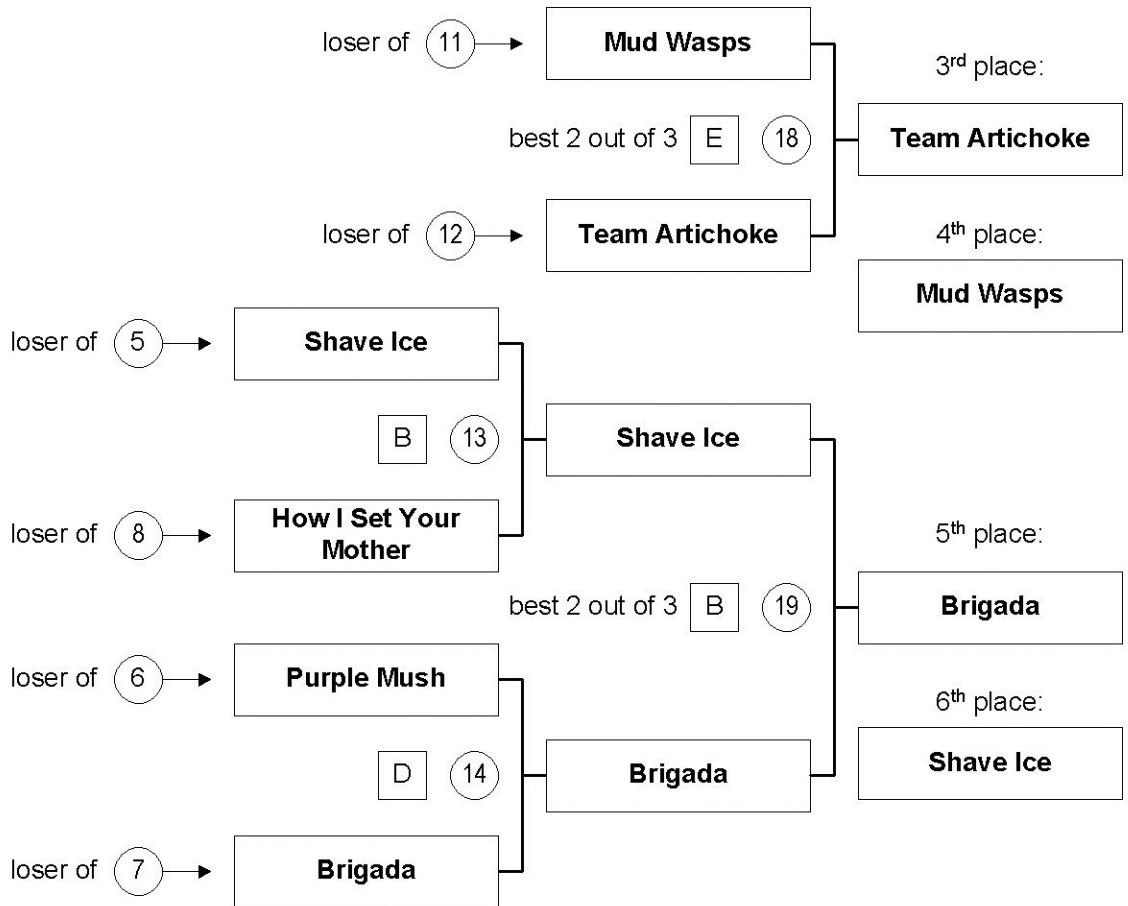 loser of 11 Mud Wasps
3rd place:
best 2 out of 3 E 18 Team Artichoke
loser of 12 Team Artichoke
4th place:
Mud Wasps
loser of 5 Shave Ice
B 13 Shave Ice
loser of 8 How I Set Your
Mother
5th place:
best 2 out of 3 B 19 Brigada
loser of 6 Purple Mush
6th place:
Shave Ice
D 14 Brigada
loser of 7 Brigada